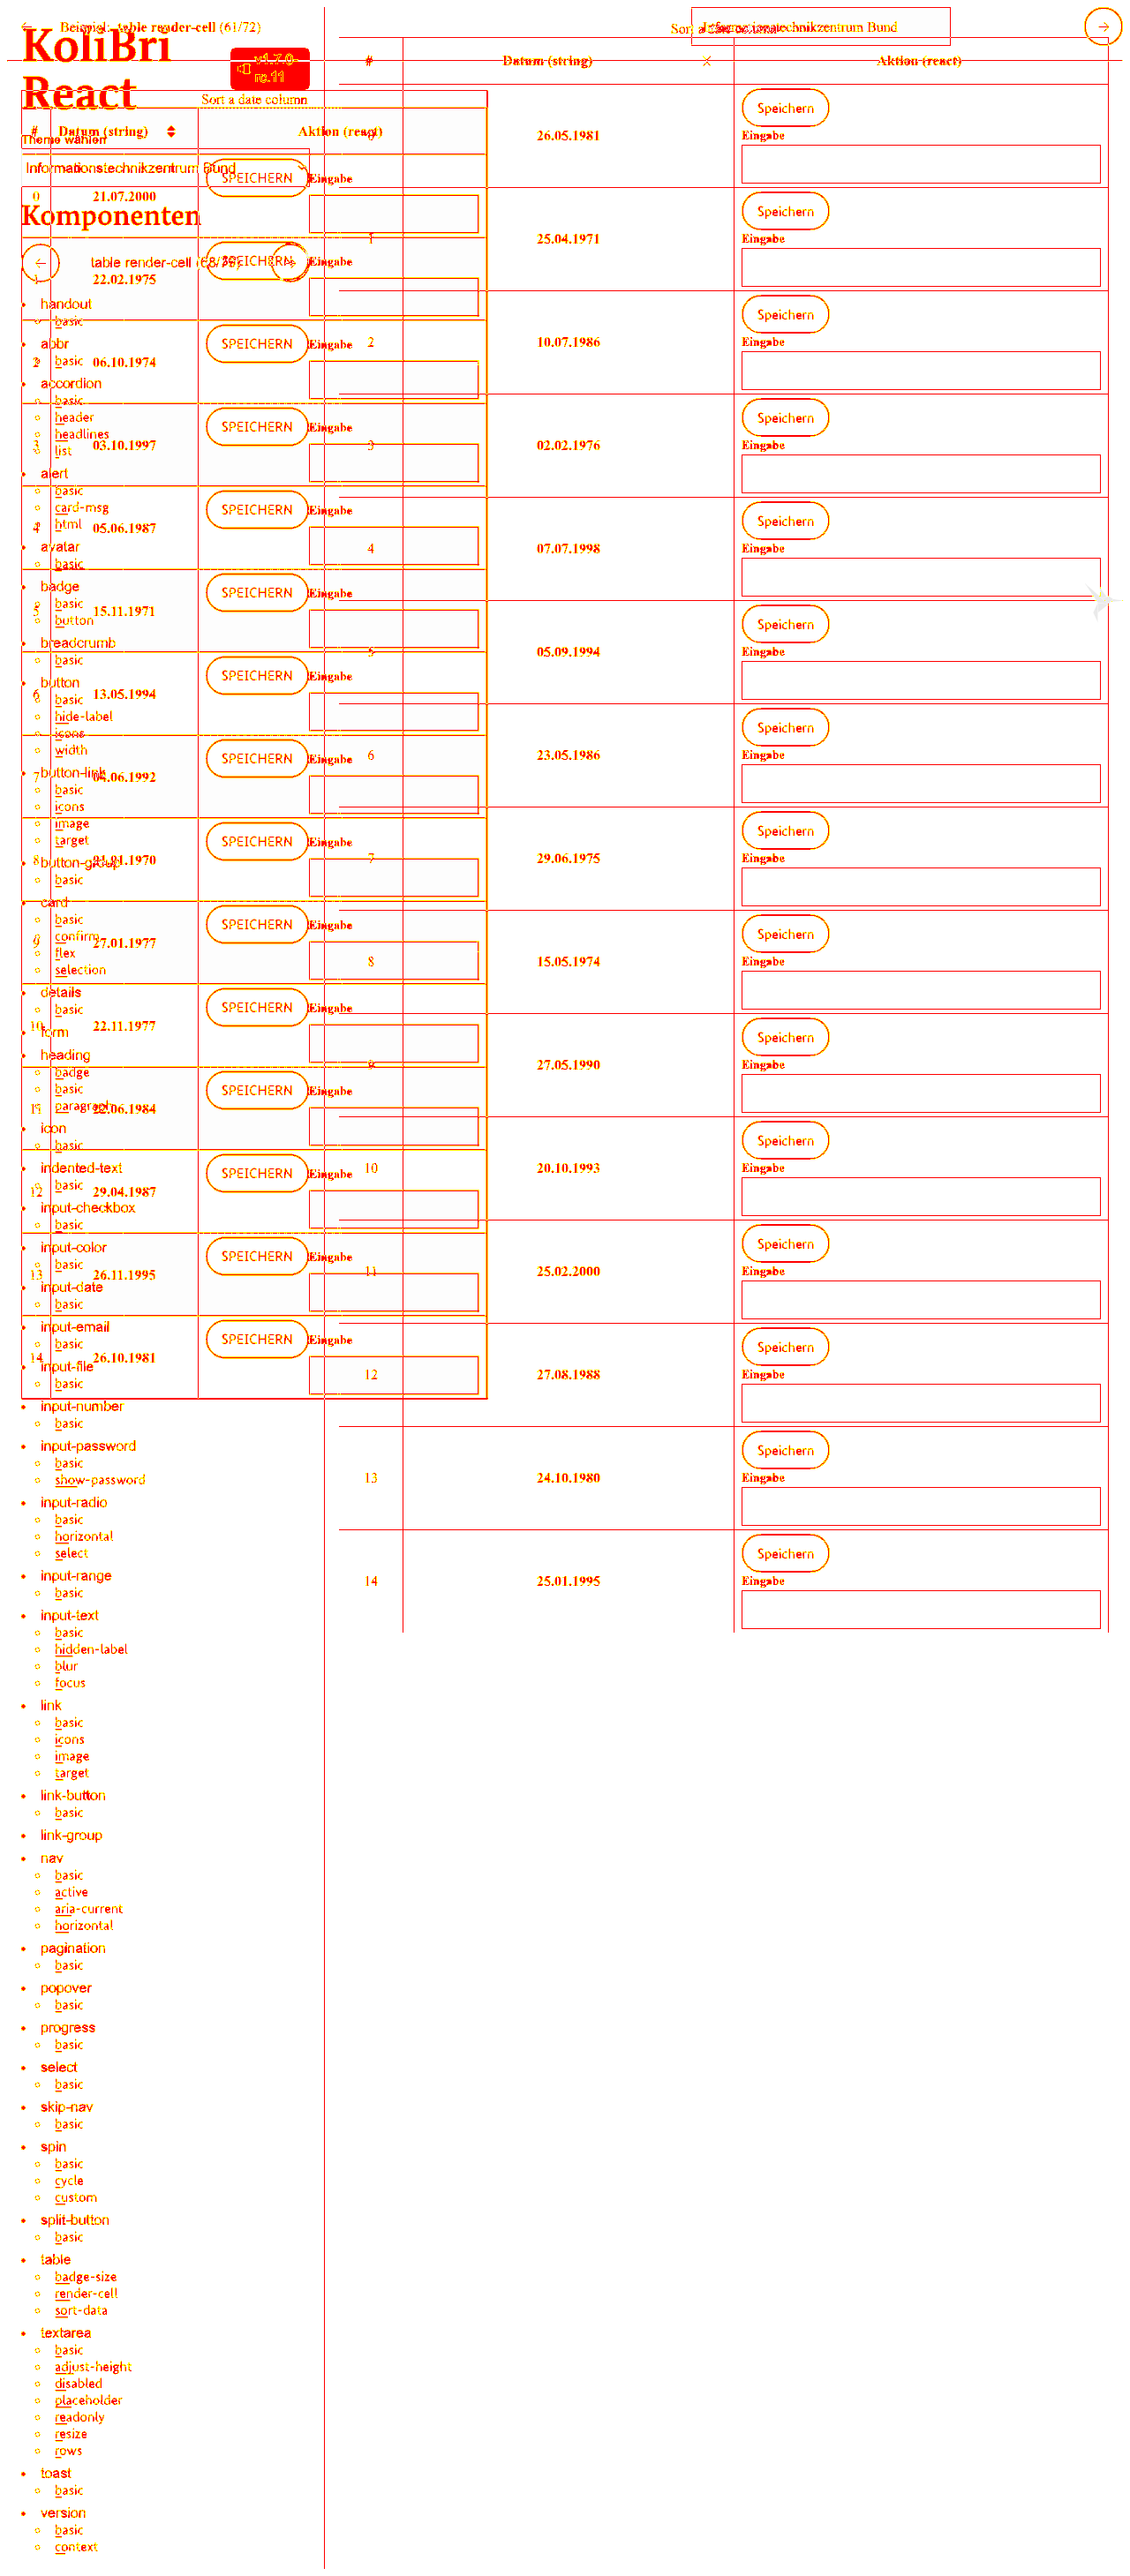 Beispiel: table render-cell (61/72)
KoliBri
React
v1.7.0-
Sort a date column
# Datum (string) Aktion (react)
Theme wählen
Informationstechnikzentrum Bund
Komponenten
table render-cell
0 21.07.2000 SPEICHERN Eingabe
22.02.1975 SPEICHERN Eingabe
2 06.10.1974 SPEICHERN Eingabe
3 03.10.1997 SPEICHERN Eingabe
4 05.06.1987 SPEICHERN Eingabe
5 15.11.1971 SPEICHERN Eingabe
6 13.05.1994 SPEICHERN Eingabe
7 04.06.1992 SPEICHERN Eingabe
8 SPEICHERN Eingabe
9 27.01.1977 SPEICHERN Eingabe
10 22.11.1977 SPEICHERN Eingabe
11 22.06.1984 SPEICHERN Eingabe
12 29.04.1987 SPEICHERN Eingabe
13 26.11.1995 SPEICHERN Eingabe
14 26.10.1981 SPEICHERN Eingabe
handout
basic
abbr
basic
accordion
basic
header
headlines
list
alert
basic
card-msg
html
avatar
basic
badge
basic
button
breadcrumb
basic
button
basic
hide-label
icons
width
button-link
basic
icons
image
target
button-group
basic
card
basic
confirm
flex
selection
details
basic
form
heading
badge
basic
paragraph
icon
basic
indented-text
basic
input-checkbox
basic
input-color
basic
input-date
basic
input-email
basic
input-file
basic
input-number
basic
input-password
basic
show-password
input-radio
basic
horizontal
select
input-range
basic
input-text
basic
hidden-label
blur
focus
link
basic
icons
image
target
link-button
basic
link-group
nav
basic
active
aria-current
horizontal
pagination
basic
popover
basic
progress
basic
select
basic
skip-nav
basic
spin
basic
cycle
custom
split-button
basic
table
badge-size
render-cell
sort-data
textarea
basic
adjust-height
disabled
placeholder
readonly
resize
rows
toast
basic
version
basic
context
Sort a date column
Informationstechnikzentrum Bund
# Datum (string) Aktion (react)
0 26.05.1981 Speichern
Eingabe
1 25.04.1971 Speichern
Eingabe
2 10.07.1986 Speichern
Eingabe
3 02.02.1976 Speichern
Eingabe
4 07.07.1998 Speichern
Eingabe
5 05.09.1994 Speichern
Eingabe
6 23.05.1986 Speichern
Eingabe
7 29.06.1975 Speichern
Eingabe
8 15.05.1974 Speichern
Eingabe
9 27.05.1990 Speichern
Eingabe
10 20.10.1993 Speichern
Eingabe
11 25.02.2000 Speichern
Eingabe
12 27.08.1988 Speichern
Eingabe
13 24.10.1980 Speichern
Eingabe
14 25.01.1995 Speichern
Eingabe